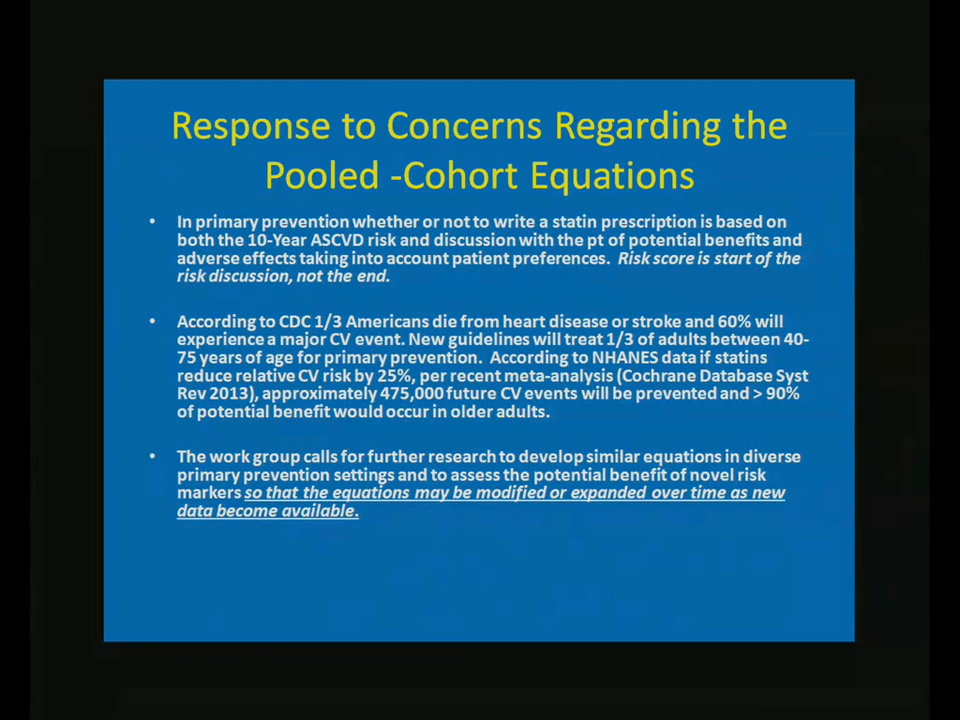 Response to Concerns Regarding the
Pooled -Cohort Equations
• In primary prevention whether or not to write a statin prescription is based on
both the 10-Year ASCVD risk and discussion with the pt of potential benefits and
adverse effects taking into account patient preferences. Risk score is start of the
risk discussion, not the end.
• According to CDC 1/3 Americans die from heart disease or stroke and 60% will
experience a major CV event. New guidelines will treat 1/3 of adults between 40-
75 years of age for primary prevention. According to NHANES data if statins
reduce relative CV risk by 25%, per recent meta-analysis (Cochrane Database Syst
Rev 2013), approximately 475,000 future CV events will be prevented and > 90%
of potential benefit would occur in older adults.
• The work group calls for further research to develop similar equations in diverse
primary prevention settings and to assess the potential benefit of novel risk
markers so that the equations may be modified or expanded over time as new
data become available.